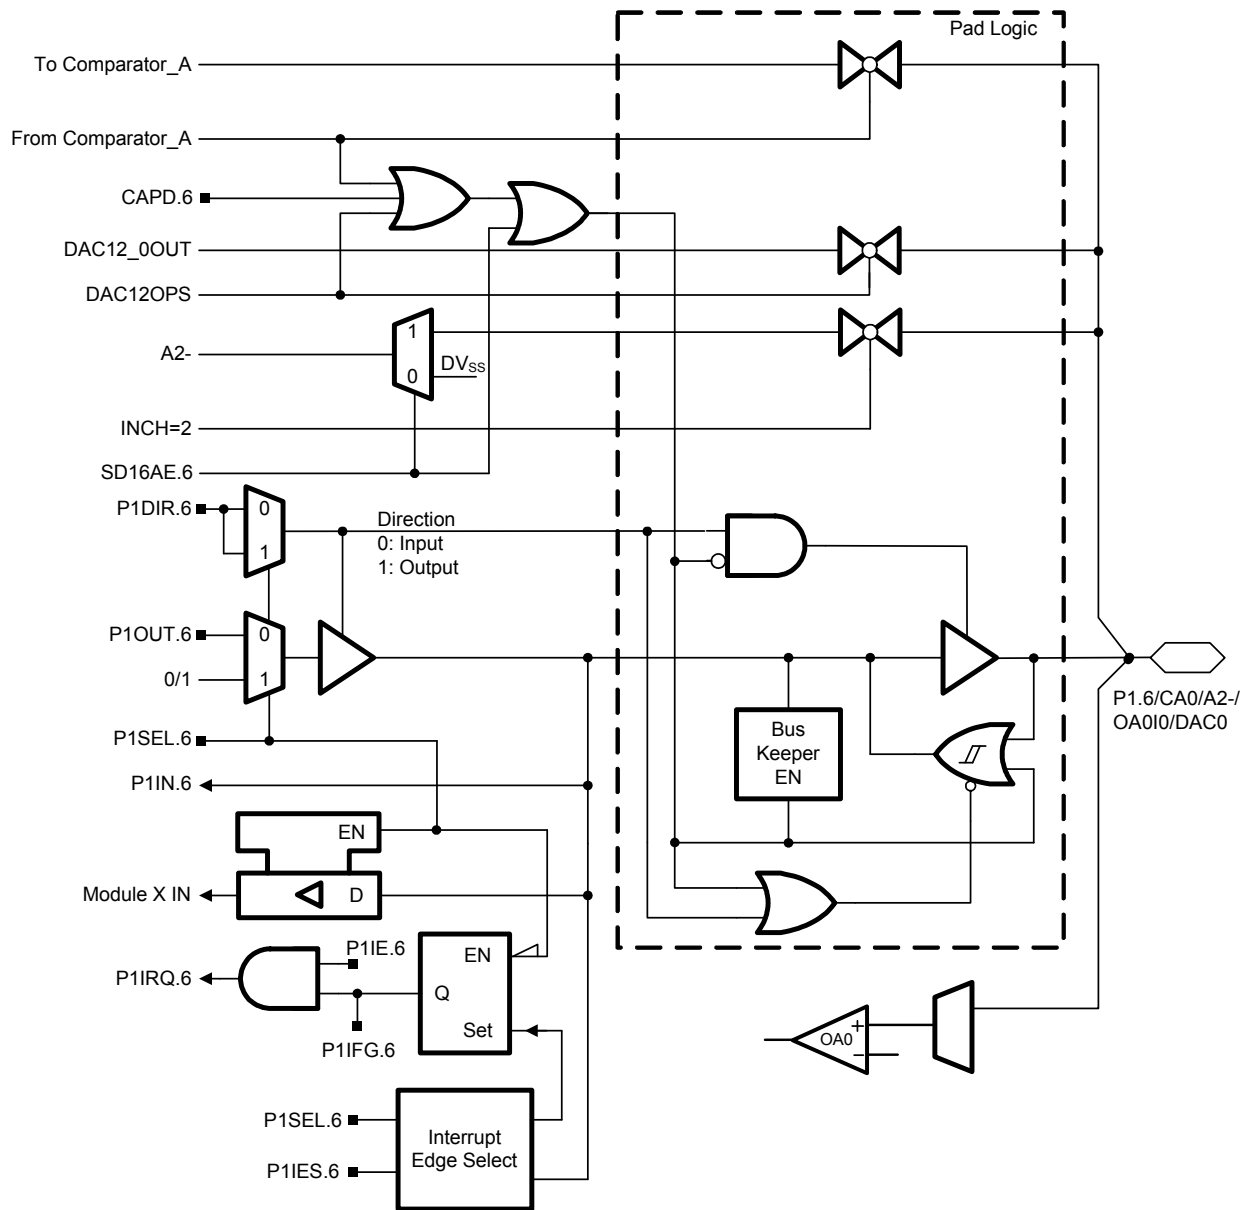 Pad Logic
To Comparator_A
From Comparator_A
CAPD.6
DAC12_0OUT
DAC12OPS
1
A2-
0
DVSS
INCH=2
SD16AE.6
P1DIR.6
0
1
Direction
0: Input
1: Output
P1OUT.6
0
0/1
1
P1SEL.6
P1IN.6
Bus
Keeper
EN
P1.6/CA0/A2-/
OA0I0/DAC0
EN
Module X IN
D
P1IE.6
P1IRQ.6
EN
Q
Set
P1IFG.6
OA0
+
−
P1SEL.6
P1IES.6
Interrupt
Edge Select